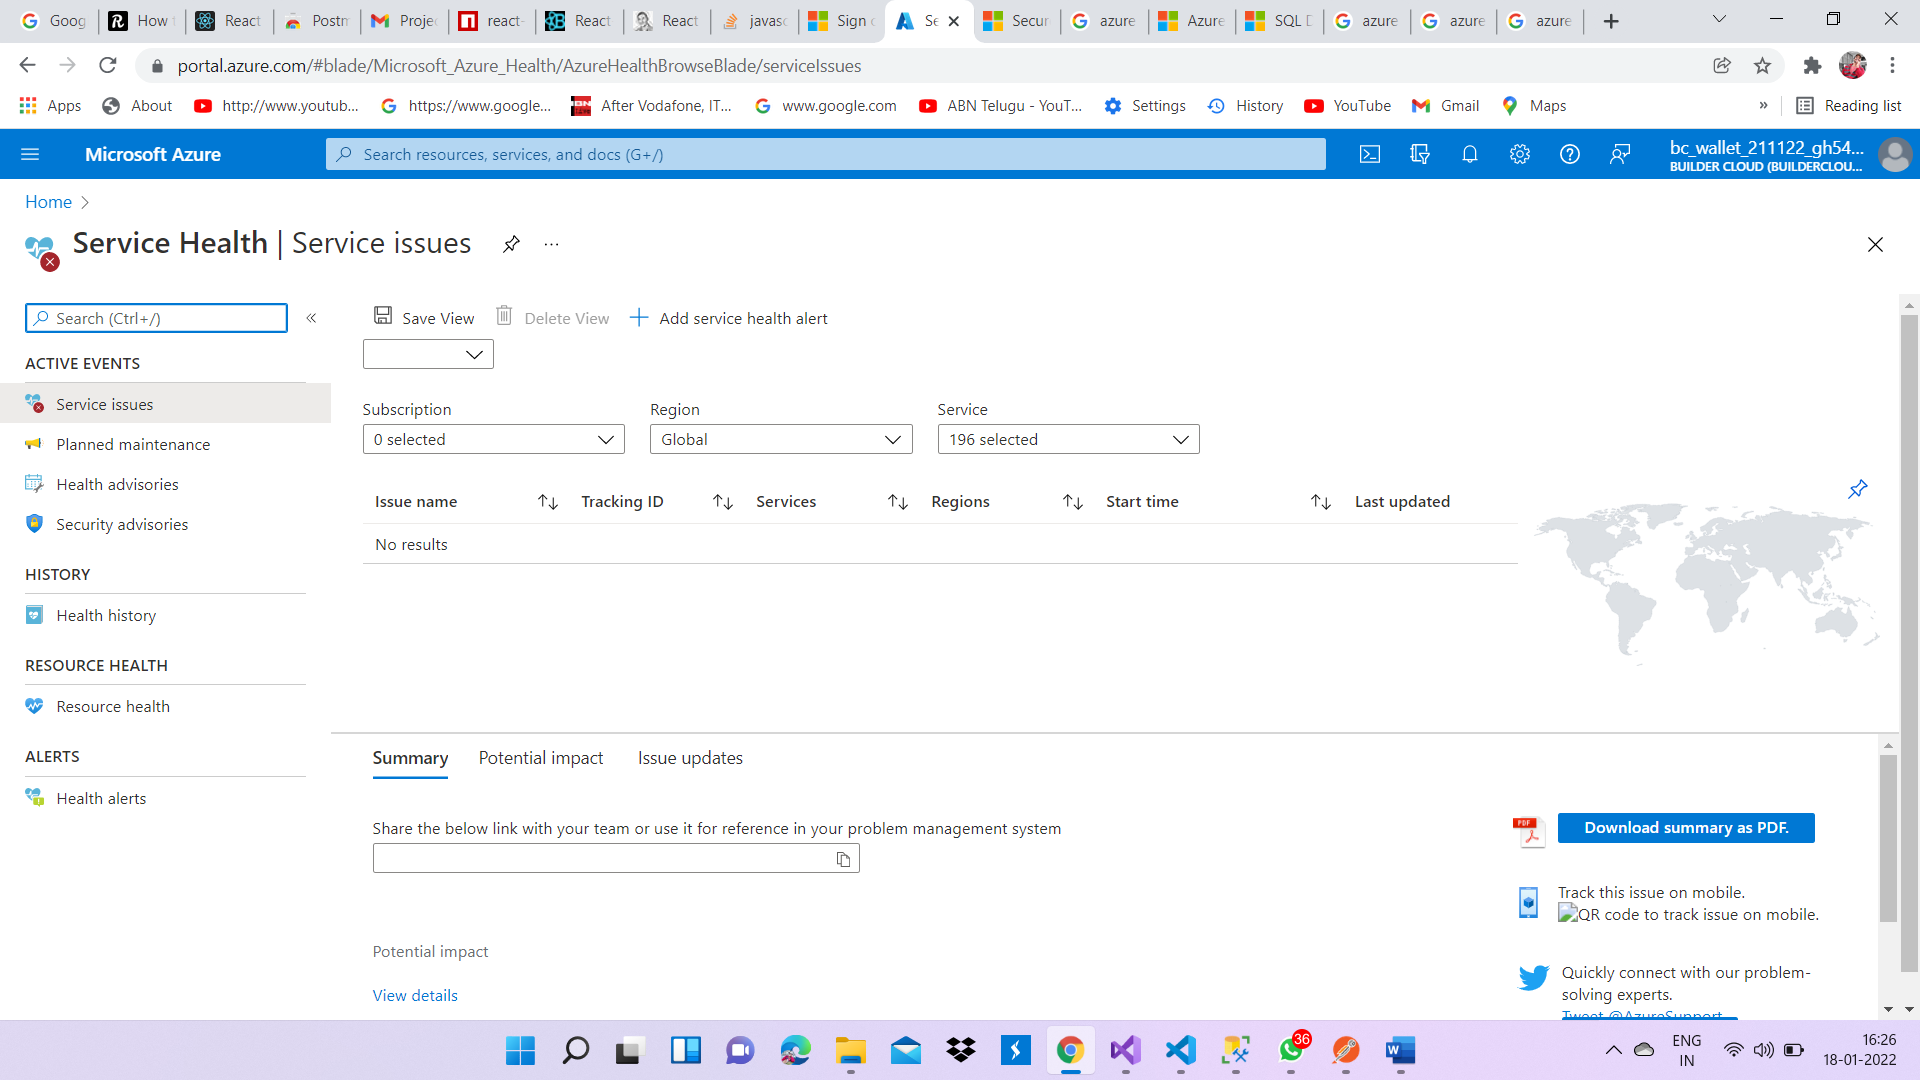 Goog
How t
React
Postm
Projec
react-
React
React
javasc
Sign o
Se
Secur
azure
Azure
SQL D
azure
azure
azure
portal.azure.com/#blade/Microsoft_Azure_Health/AzureHealthBrowseBlade/serviceIssues
Apps
About
http://www.youtub...
https://www.google...
After Vodafone, IT...
www.google.com
ABN Telugu - YouT...
Settings
History
YouTube
Gmail
Maps
»
Reading list
Microsoft Azure
Search resources, services, and docs (G+/)
bc_wallet_211122_gh54...
BUILDER CLOUD (BUILDERCLOU...
Home
Service Health | Service issues
Search (Ctrl+/)
Save View
Delete View
Add service health alert
ACTIVE EVENTS
Service issues
Planned maintenance
Health advisories
Security advisories
HISTORY
Health history
RESOURCE HEALTH
Resource health
ALERTS
Health alerts
Subscription
Region
Service
0 selected
Global
196 selected
Issue name
Tracking ID
Services
Regions
Start time
Last updated
No results
Summary
Potential impact
Issue updates
Share the below link with your team or use it for reference in your problem management system
Potential impact
View details
PDF
Download summary as PDF.
Track this issue on mobile.
QR code to track issue on mobile.
Quickly connect with our problem-
solving experts.
Tweet @AzureSupport
36
ENG
IN
16:26
18-01-2022